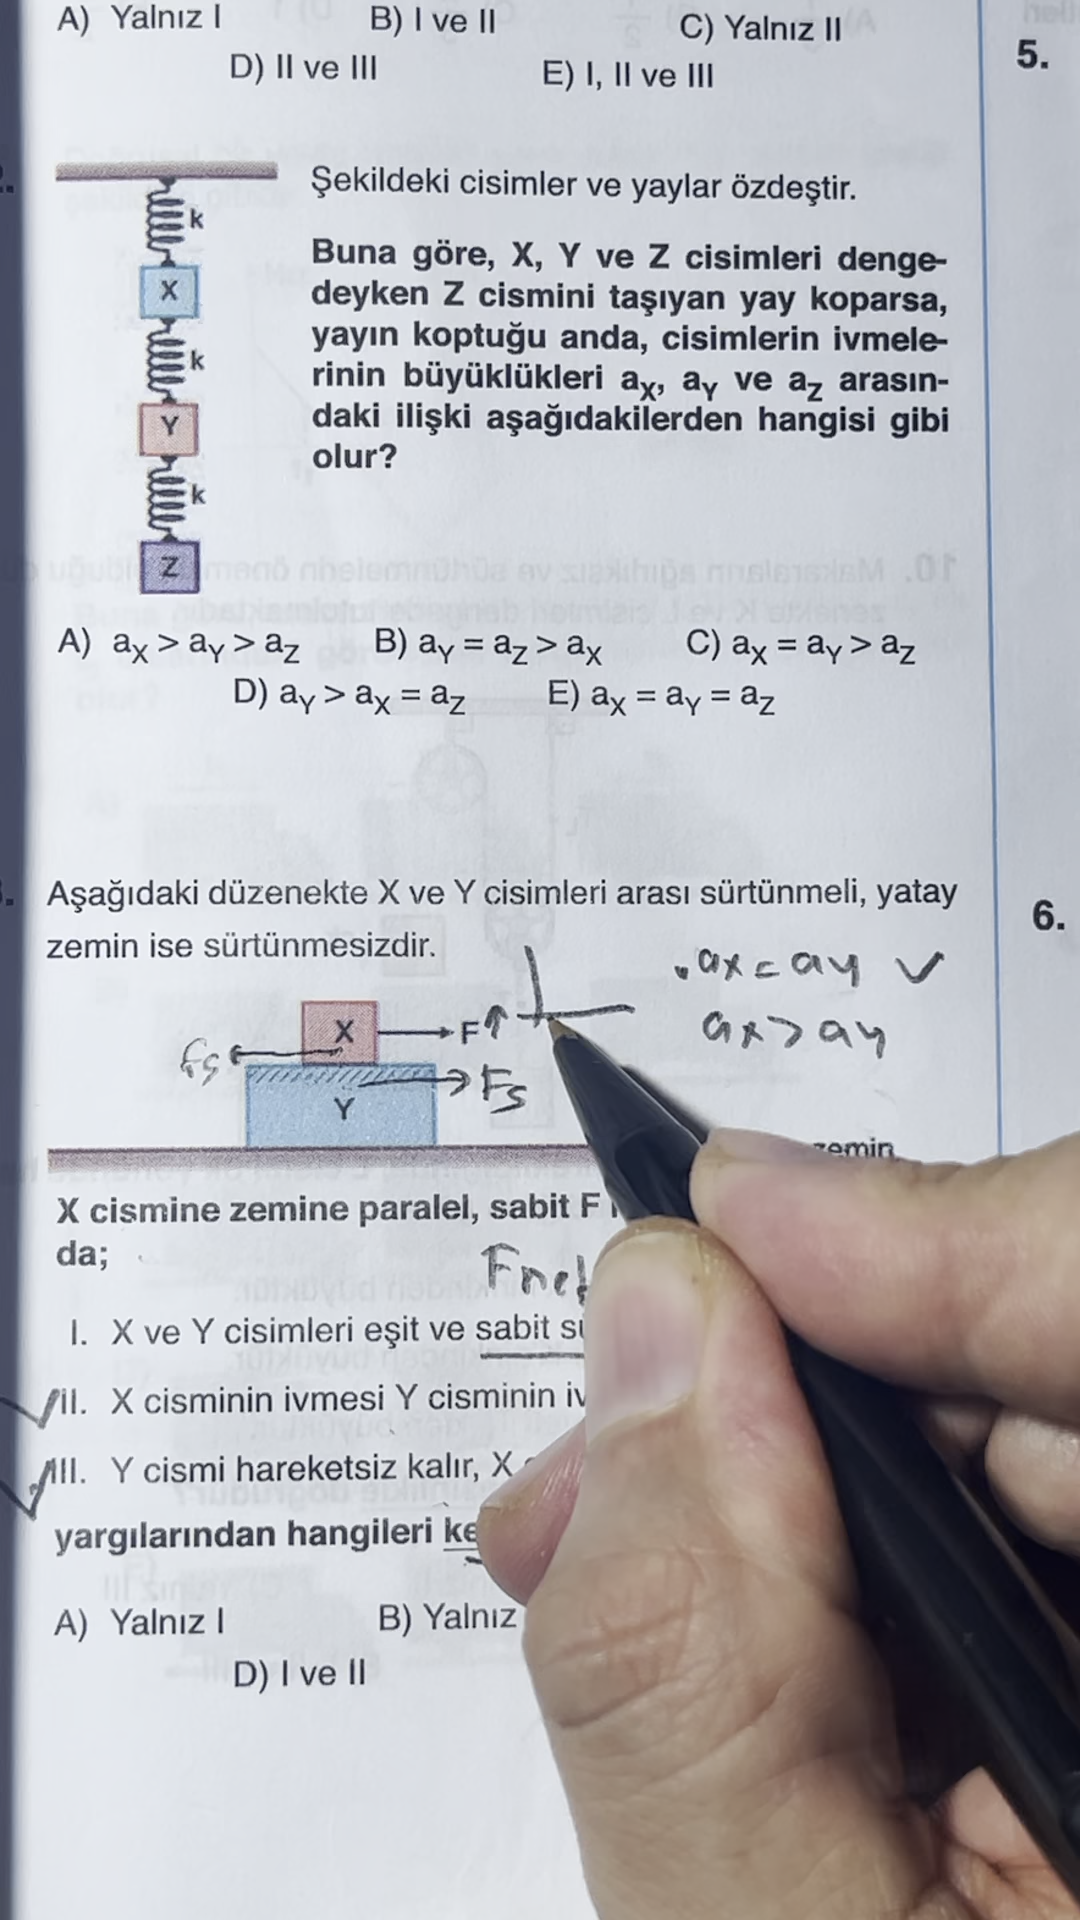 A) Yalnız I B) I ve II C) Yalnız II
D) II ve III E) I, II ve III
5.
Şekildeki cisimler ve yaylar özdeştir.
Buna göre, X, Y ve Z cisimleri denge-
deyken Z cismini taşıyan yay koparsa,
yayın koptuğu anda, cisimlerin ivmele-
rinin büyüklükleri aX, aY ve aZ arasın-
daki ilişki aşağıdakilerden hangisi gibi
olur?
k
X
k
Y
k
Z
A) aX > aY > aZ B) aY = aZ > aX C) aX = aY > aZ
D) aY > aX = aZ E) aX = aY = aZ
Aşağıdaki düzenekte X ve Y cisimleri arası sürtünmeli, yatay
zemin ise sürtünmesizdir.
6.
ax = ay ✓
ax > ay
X F
fs
Fs
Y
zemin
X cismine zemine paralel, sabit F
da;
Fnet
I. X ve Y cisimleri eşit ve sabit
II. X cisminin ivmesi Y cisminin
III. Y cismi hareketsiz kalır, X
yargılarından hangileri
A) Yalnız I B) Yalnız
D) I ve II